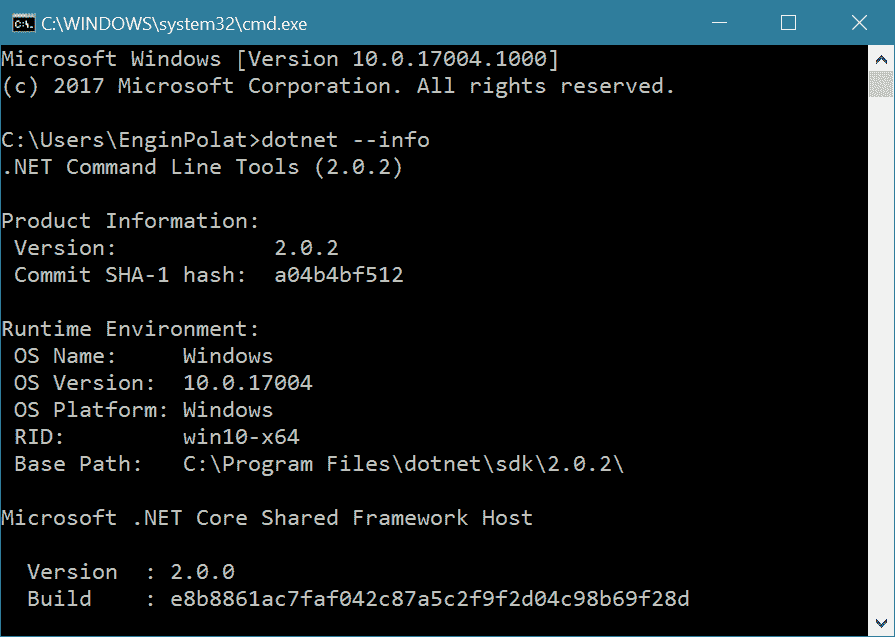 C:\WINDOWS\system32\cmd.exe
Microsoft Windows [Version 10.0.17004.1000]
(c) 2017 Microsoft Corporation. All rights reserved.
C:\Users\EnginPolat>dotnet --info
.NET Command Line Tools (2.0.2)
Product Information:
Version: 2.0.2
Commit SHA-1 hash: a04b4bf512
Runtime Environment:
OS Name: Windows
OS Version: 10.0.17004
OS Platform: Windows
RID: win10-x64
Base Path: C:\Program Files\dotnet\sdk\2.0.2\
Microsoft .NET Core Shared Framework Host
Version : 2.0.0
Build : e8b8861ac7faf042c87a5c2f9f2d04c98b69f28d